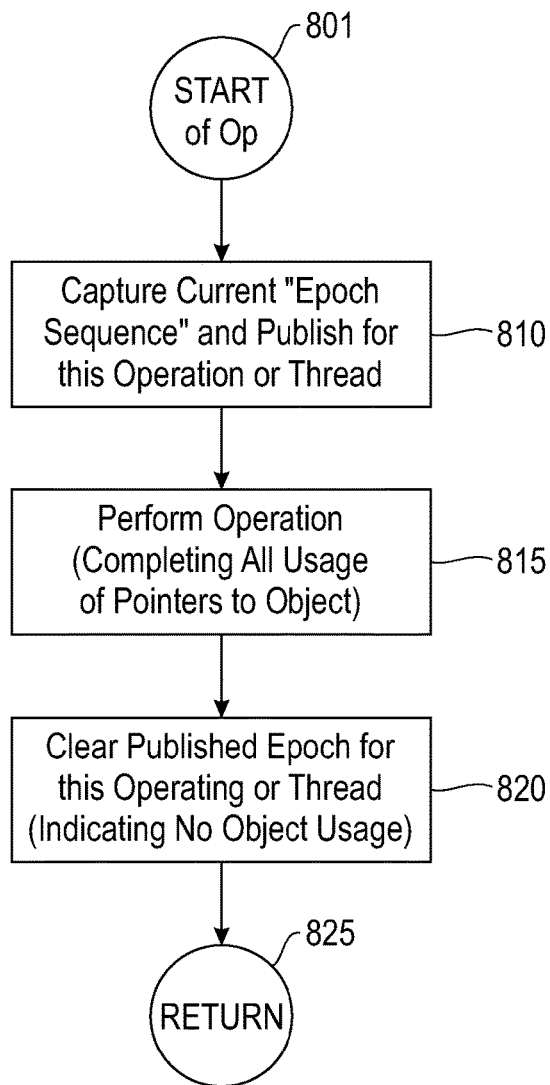 801
START
of Op
Capture Current "Epoch
Sequence" and Publish for
this Operation or Thread
810
Perform Operation
(Completing All Usage
of Pointers to Object)
815
Clear Published Epoch for
this Operating or Thread
(Indicating No Object Usage)
820
825
RETURN